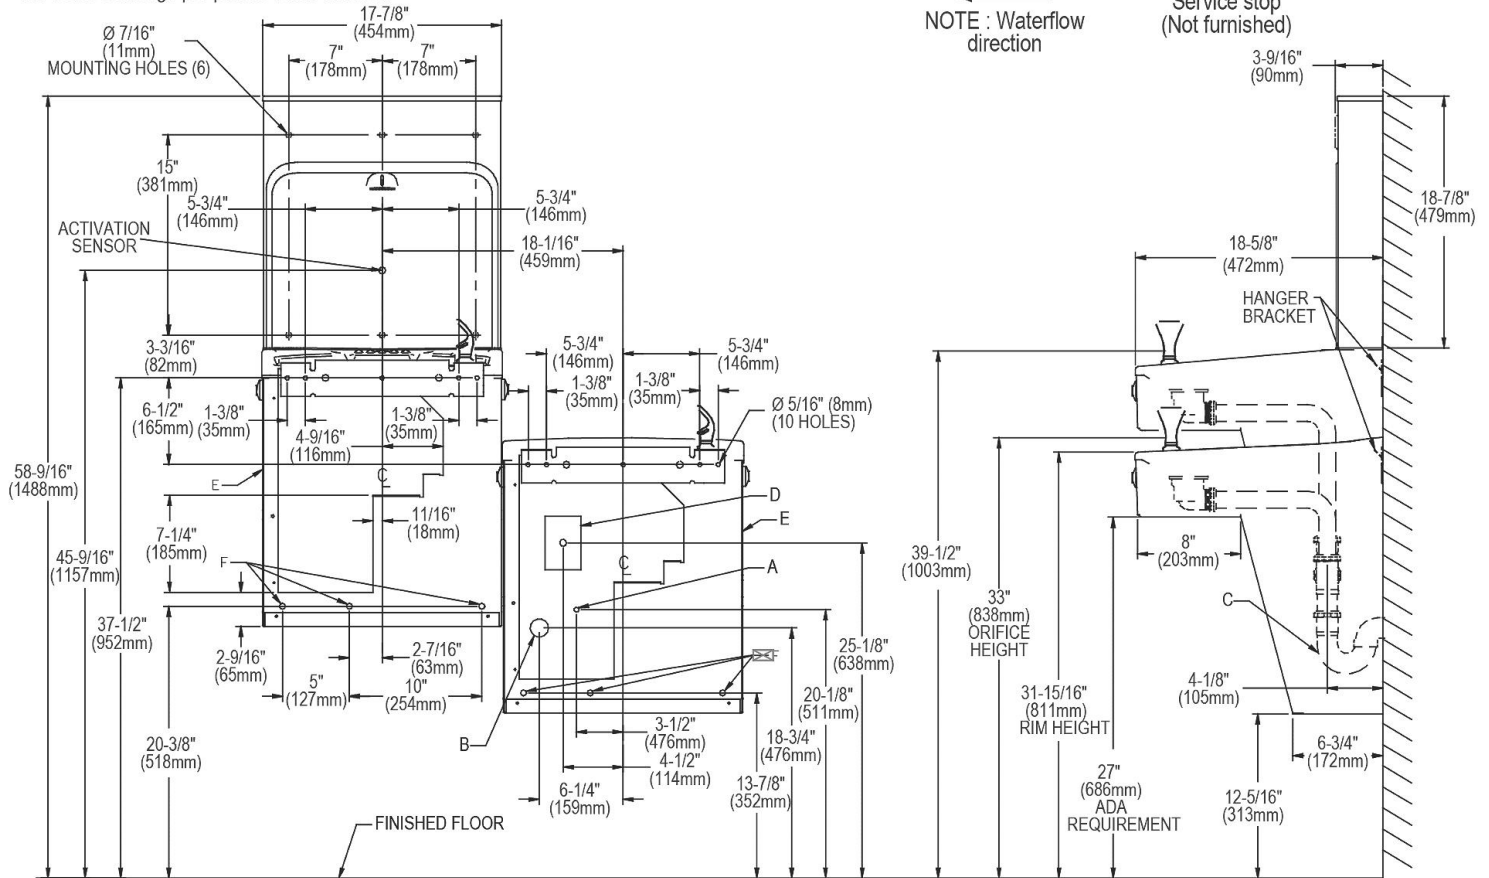 NOTE : Waterflow
direction
Service stop
(Not furnished)
17-7/8"
(454mm)
Ø 7/16"
(11mm)
MOUNTING HOLES (6)
7"
(178mm)
7"
(178mm)
3-9/16"
(90mm)
15"
(381mm)
5-3/4"
(146mm)
5-3/4"
(146mm)
ACTIVATION
SENSOR
18-1/16"
(459mm)
18-7/8"
(479mm)
18-5/8"
(472mm)
HANGER
BRACKET
3-3/16"
(82mm)
5-3/4"
(146mm)
5-3/4"
(146mm)
6-1/2"
(165mm)
1-3/8"
(35mm)
1-3/8"
(35mm)
4-9/16"
(116mm)
1-3/8"
(35mm)
1-3/8"
(35mm)
Ø 5/16" (8mm)
(10 HOLES)
58-9/16"
(1488mm)
E
C
L
D
E
11/16"
(18mm)
7-1/4"
(185mm)
45-9/16"
(1157mm)
F
C
L
A
39-1/2"
(1003mm)
8"
(203mm)
33"
(838mm)
ORIFICE
HEIGHT
C
37-1/2"
(952mm)
2-9/16"
(65mm)
2-7/16"
(63mm)
5"
(127mm)
10"
(254mm)
25-1/8"
(638mm)
20-1/8"
(511mm)
31-15/16"
(811mm)
RIM HEIGHT
4-1/8"
(105mm)
20-3/8"
(518mm)
B
3-1/2"
(476mm)
4-1/2"
(114mm)
18-3/4"
(476mm)
6-1/4"
(159mm)
13-7/8"
(352mm)
27"
(686mm)
ADA
REQUIREMENT
6-3/4"
(172mm)
12-5/16"
(313mm)
FINISHED FLOOR